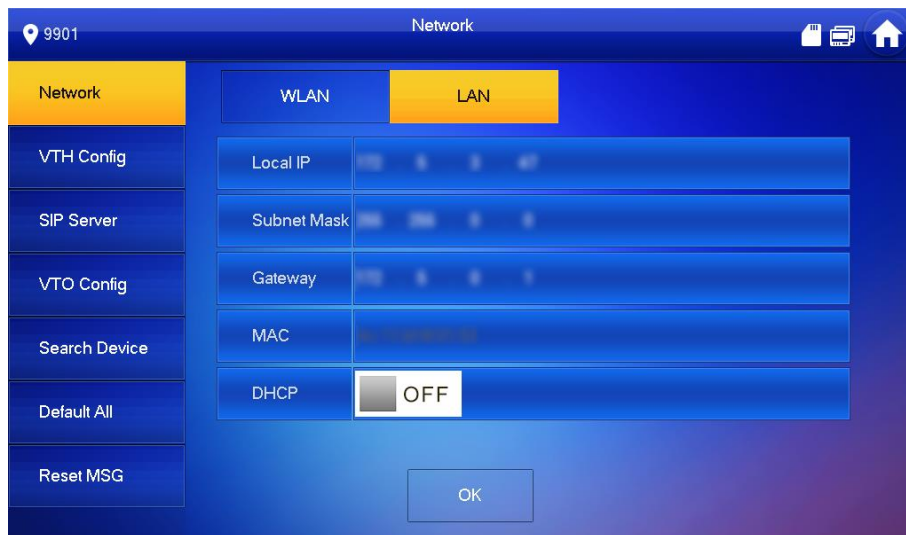 9901
Network
Network
WLAN
LAN
VTH Config
Local IP
SIP Server
Subnet Mask
VTO Config
Gateway
Search Device
MAC
Default All
DHCP
OFF
Reset MSG
OK